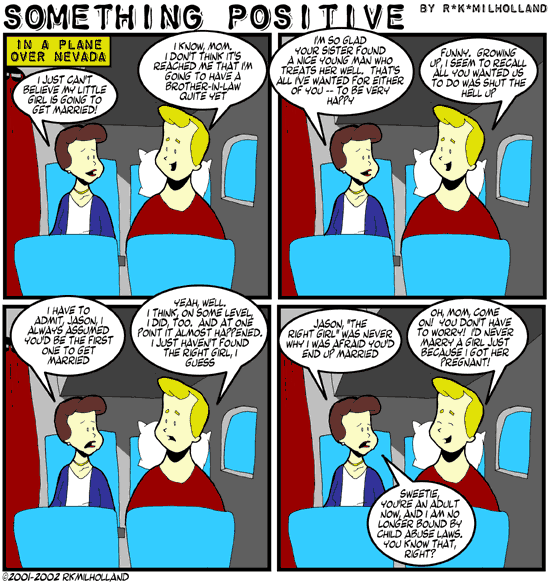 SOMETHING POSITIVE
BY R*K*MILHOLLAND
IN A PLANE
OVER NEVADA
I JUST CAN'T
BELIEVE MY LITTLE
GIRL IS GOING TO
GET MARRIED!
I KNOW, MOM.
I DON'T THINK IT'S
REACHED ME THAT I'M
GOING TO HAVE A
BROTHER-IN-LAW
QUITE YET
I'M SO GLAD
YOUR SISTER FOUND
A NICE YOUNG MAN WHO
TREATS HER WELL. THAT'S
ALL I'VE WANTED FOR EITHER
OF YOU -- TO BE VERY
HAPPY
FUNNY. GROWING
UP, I SEEM TO RECALL
ALL YOU WANTED US
TO DO WAS SHUT THE
HELL UP
I HAVE TO
ADMIT, JASON, I
ALWAYS ASSUMED
YOU'D BE THE FIRST
ONE TO GET
MARRIED
YEAH, WELL,
I THINK, ON SOME LEVEL,
I DID, TOO. AND AT ONE
POINT IT ALMOST HAPPENED.
I JUST HAVEN'T FOUND
THE RIGHT GIRL, I
GUESS
JASON, "THE
RIGHT GIRL" WAS NEVER
WHY I WAS AFRAID YOU'D
END UP MARRIED
OH, MOM, COME
ON! YOU DON'T HAVE
TO WORRY! I'D NEVER
MARRY A GIRL JUST
BECAUSE I GOT HER
PREGNANT!
SWEETIE,
YOU'RE AN ADULT
NOW, AND I AM NO
LONGER BOUND BY
CHILD ABUSE LAWS.
YOU KNOW THAT,
RIGHT?
©2001-2002 RKMILHOLLAND